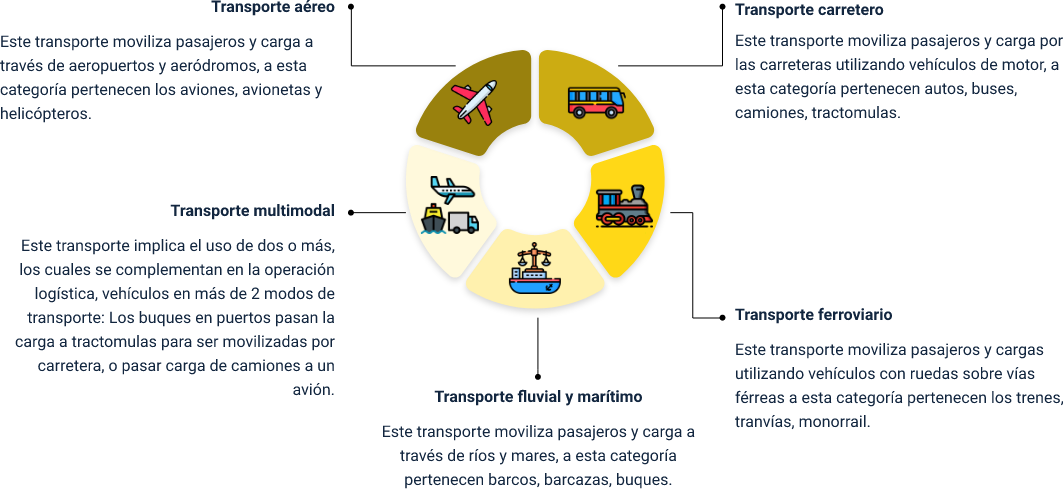 Transporte aéreo
Este transporte moviliza pasajeros y carga a
través de aeropuertos y aeródromos, a esta
categoría pertenecen los aviones, avionetas y
helicópteros.
Transporte carretero
Este transporte moviliza pasajeros y carga por
las carreteras utilizando vehículos de motor, a
esta categoría pertenecen autos, buses,
camiones, tractomulas.
Transporte multimodal
Este transporte implica el uso de dos o más,
los cuales se complementan en la operación
logística, vehículos en más de 2 modos de
transporte: Los buques en puertos pasan la
carga a tractomulas para ser movilizadas por
carretera, o pasar carga de camiones a un
avión.
Transporte ferroviario
Este transporte moviliza pasajeros y cargas
utilizando vehículos con ruedas sobre vías
férreas a esta categoría pertenecen los trenes,
tranvías, monorrail.
Transporte fluvial y marítimo
Este transporte moviliza pasajeros y carga a
través de ríos y mares, a esta categoría
pertenecen barcos, barcazas, buques.